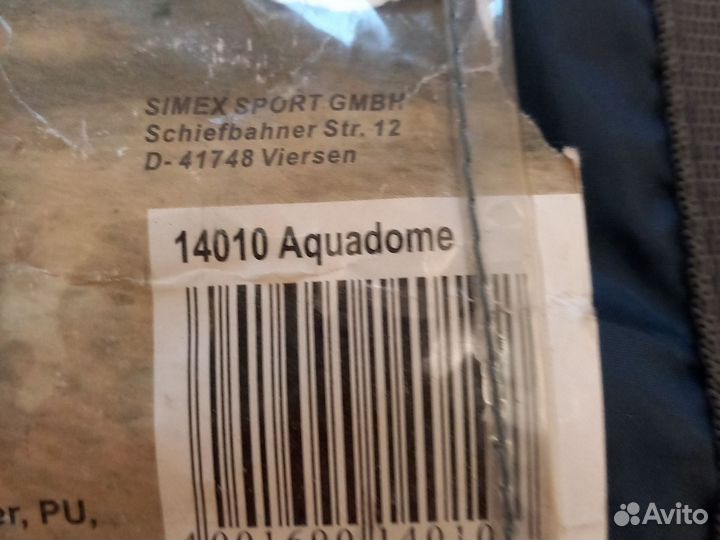 SIMEX SPORT GMBH
Schiefbahner Str. 12
D- 41748 Viersen
14010 Aquadome
er, PU,
Avito